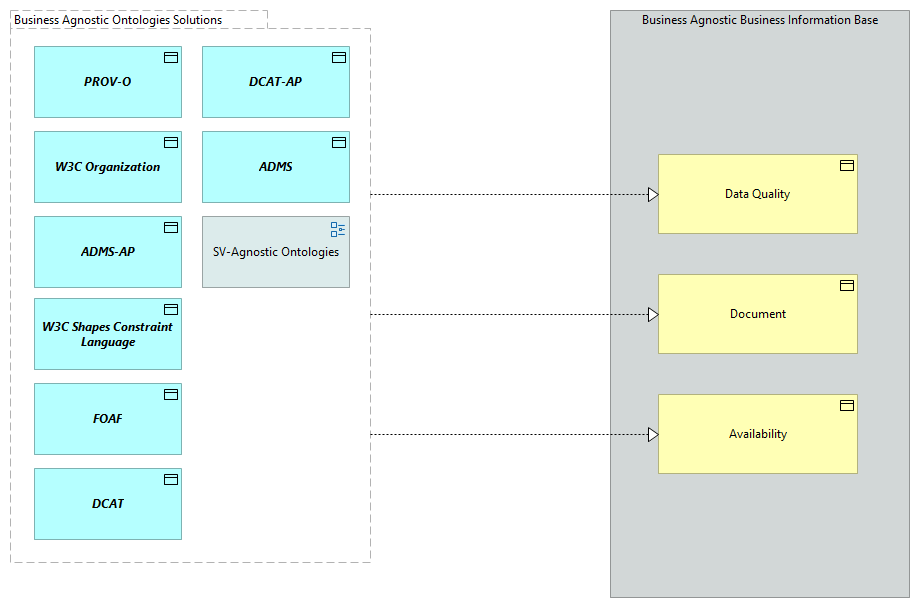 Business Agnostic Ontologies Solutions
Business Agnostic Business Information Base
PROV-O
DCAT-AP
W3C Organization
ADMS
ADMS-AP
SV-Agnostic Ontologies
W3C Shapes Constraint
Language
FOAF
DCAT
Data Quality
Document
Availability